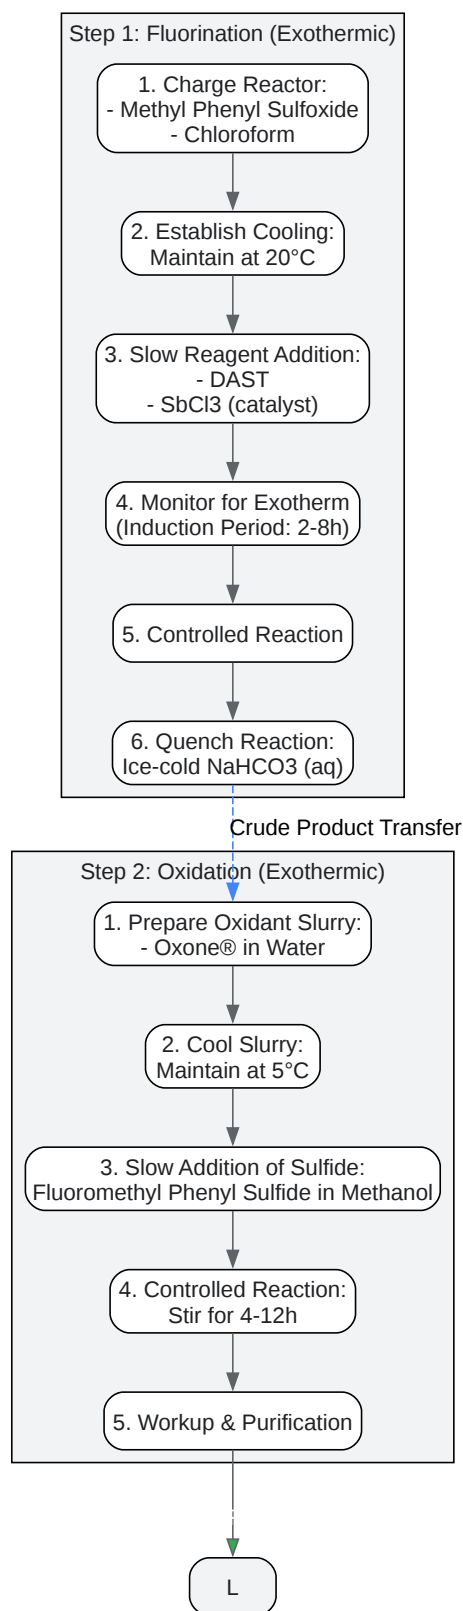 Step 1: Fluorination (Exothermic)
1. Charge Reactor:
- Methyl Phenyl Sulfoxide
- Chloroform
2. Establish Cooling:
Maintain at 20°C
3. Slow Reagent Addition:
- DAST
- SbCl3 (catalyst)
4. Monitor for Exotherm
(Induction Period: 2-8h)
5. Controlled Reaction
6. Quench Reaction:
Ice-cold NaHCO3 (aq)
Crude Product Transfer
Step 2: Oxidation (Exothermic)
1. Prepare Oxidant Slurry:
- Oxone® in Water
2. Cool Slurry:
Maintain at 5°C
3. Slow Addition of Sulfide:
Fluoromethyl Phenyl Sulfide in Methanol
4. Controlled Reaction:
Stir for 4-12h
5. Workup & Purification
L